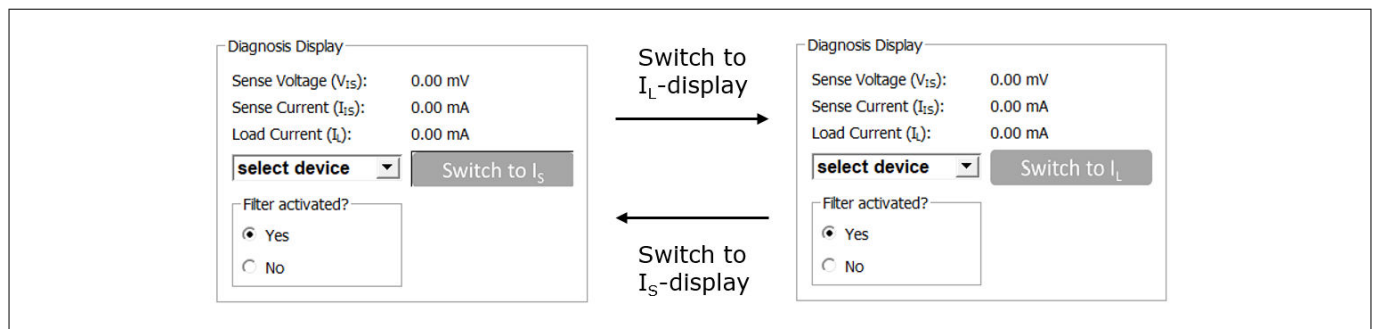 Diagnosis Display
Sense Voltage (VIS): 0.00 mV
Sense Current (IIS): 0.00 mA
Load Current (IL): 0.00 mA
select device Switch to IS
Filter activated?
Yes
No
Switch to
IL-display
Switch to
IS-display
Diagnosis Display
Sense Voltage (VIS): 0.00 mV
Sense Current (IIS): 0.00 mA
Load Current (IL): 0.00 mA
select device Switch to IL
Filter activated?
Yes
No